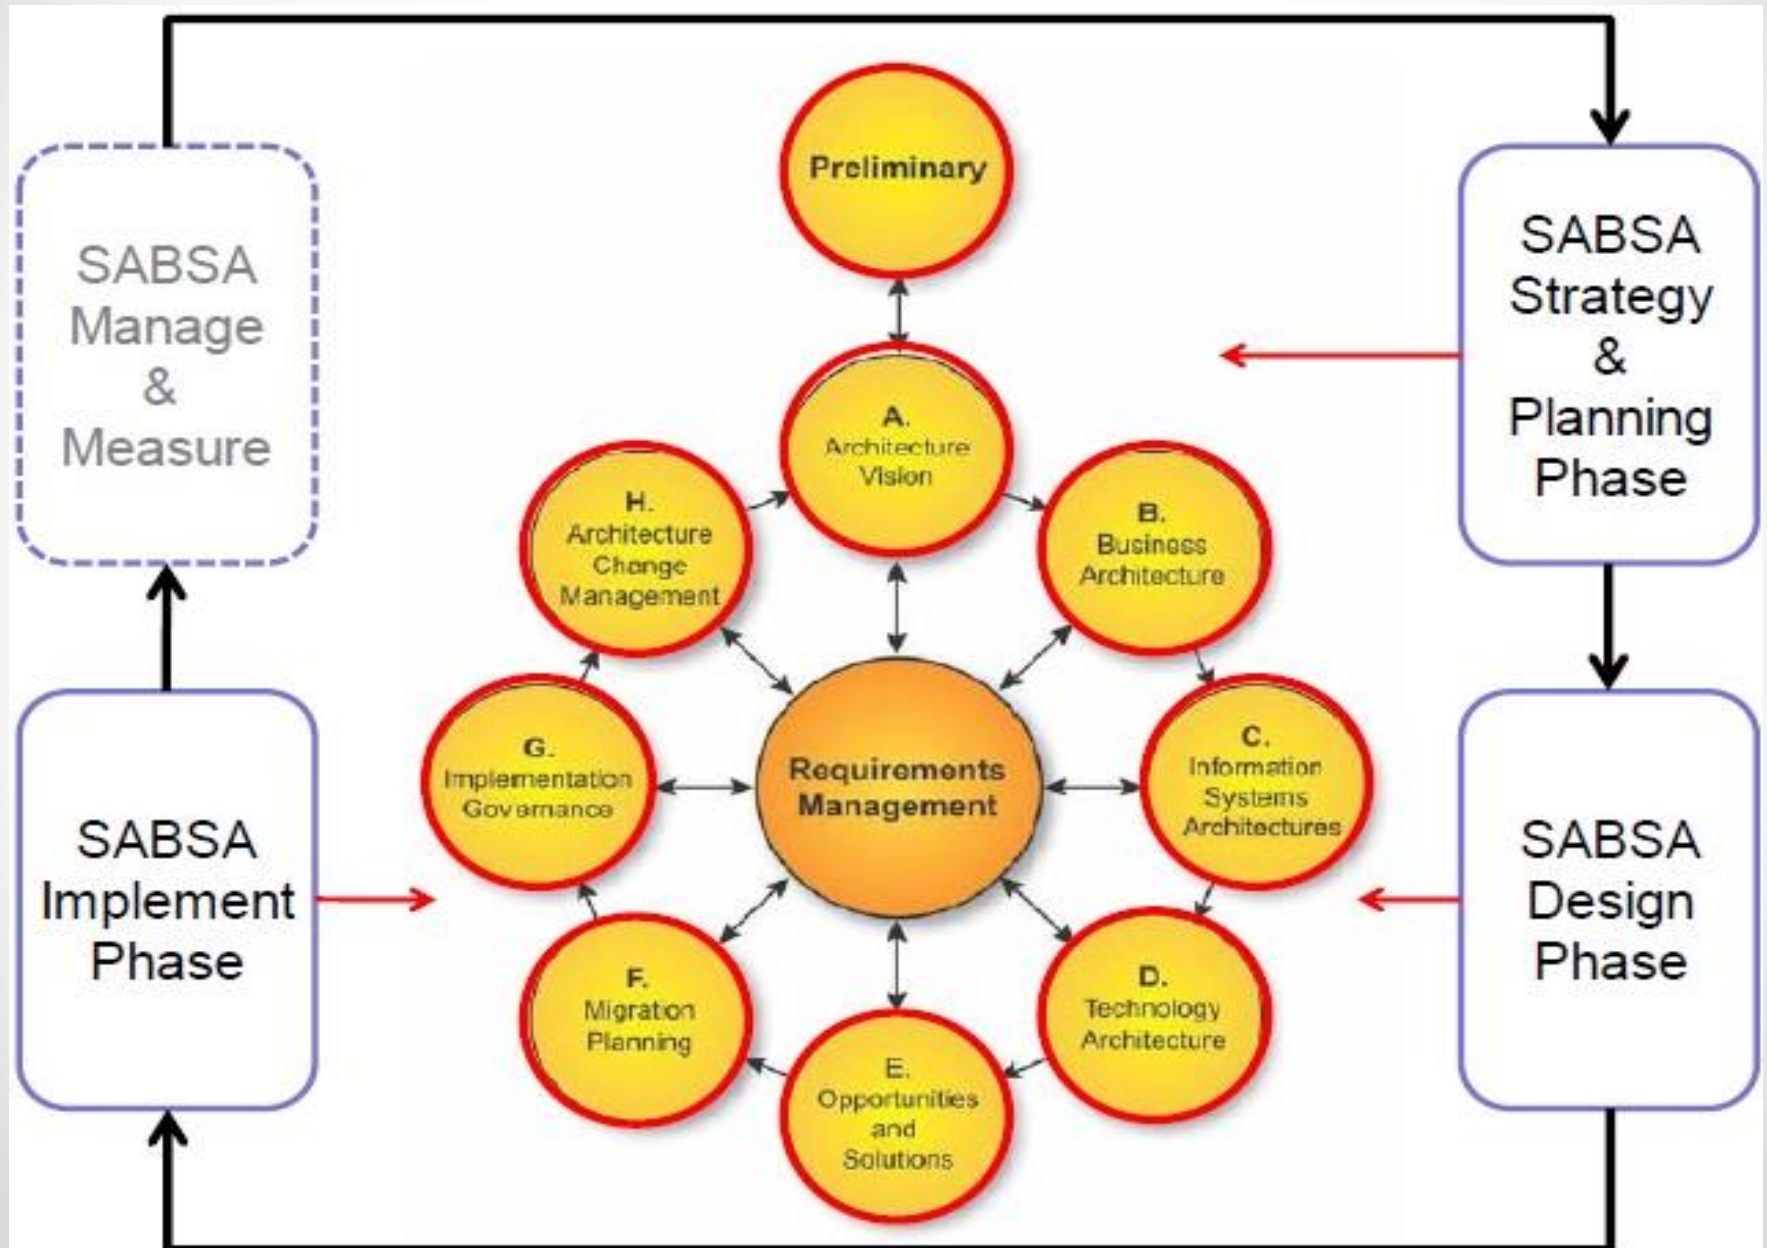 Preliminary
A.
Architecture
Vision
B.
Business
Architecture
C.
Information
Systems
Architectures
D.
Technology
Architecture
E.
Opportunities
and
Solutions
F.
Migration
Planning
G.
Implementation
Governance
H.
Architecture
Change
Management
Requirements
Management
SABSA
Strategy
&
Planning
Phase
SABSA
Design
Phase
SABSA
Implement
Phase
SABSA
Manage
&
Measure